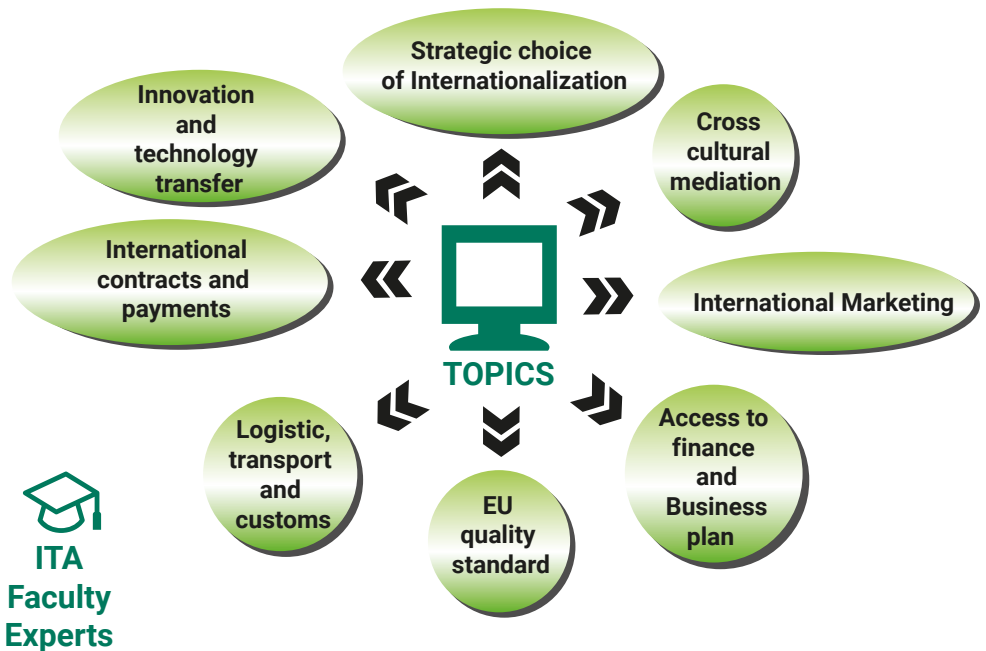 Strategic choice
of Internationalization
Innovation
and
technology
transfer
Cross
cultural
mediation
International
contracts and
payments
International Marketing
TOPICS
Logistic,
transport
and
customs
EU
quality
standard
Access to
finance
and
Business
plan
ITA
Faculty
Experts